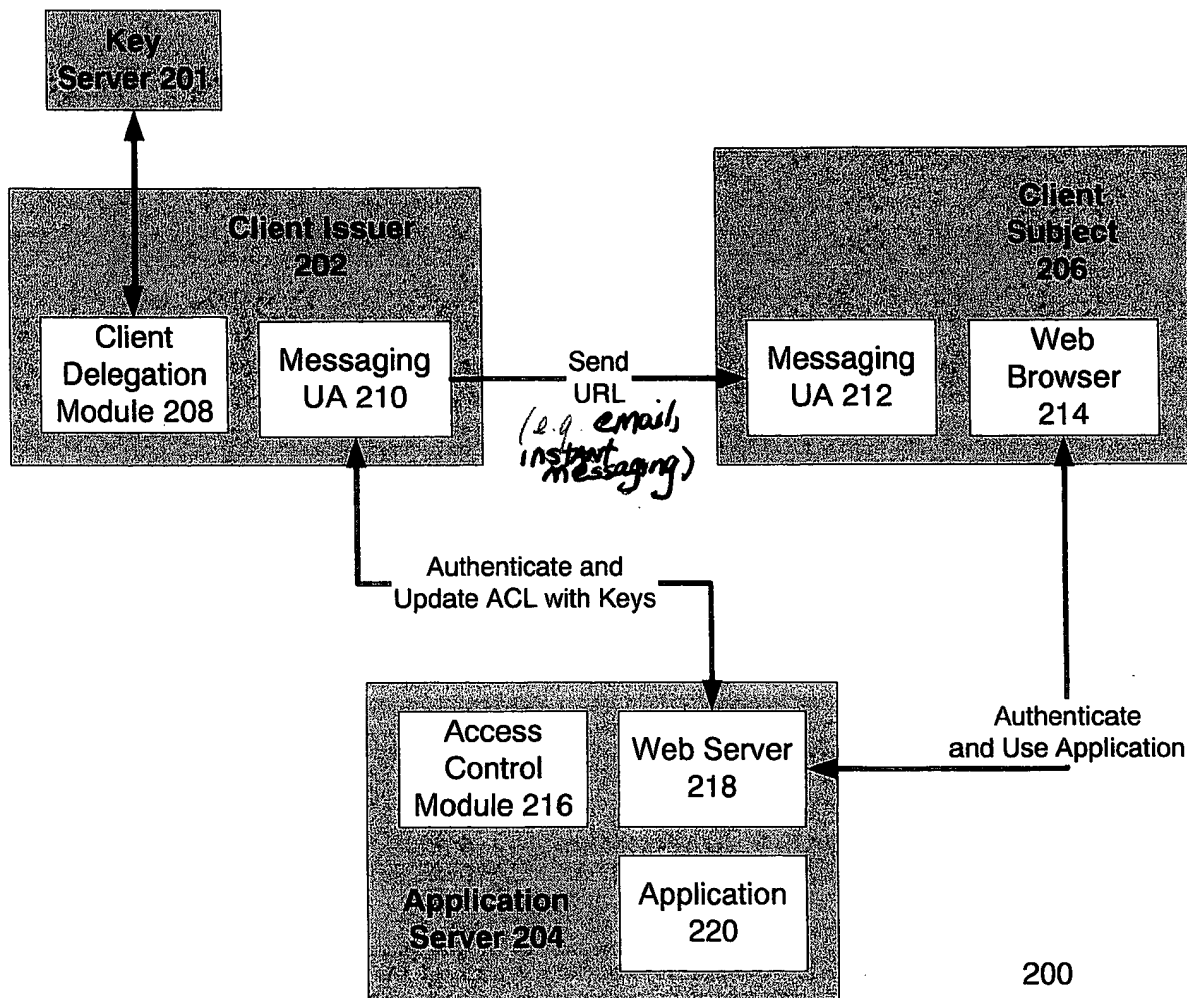 Key
Server 201
Client Issuer
202
Client
Delegation
Module 208
Messaging
UA 210
Send
URL
(e.g. email,
instant
messaging)
Client
Subject
206
Messaging
UA 212
Web
Browser
214
Authenticate and
Update ACL with Keys
Authenticate
and Use Application
Access
Control
Module 216
Web Server
218
Application
Server 204
Application
220
200